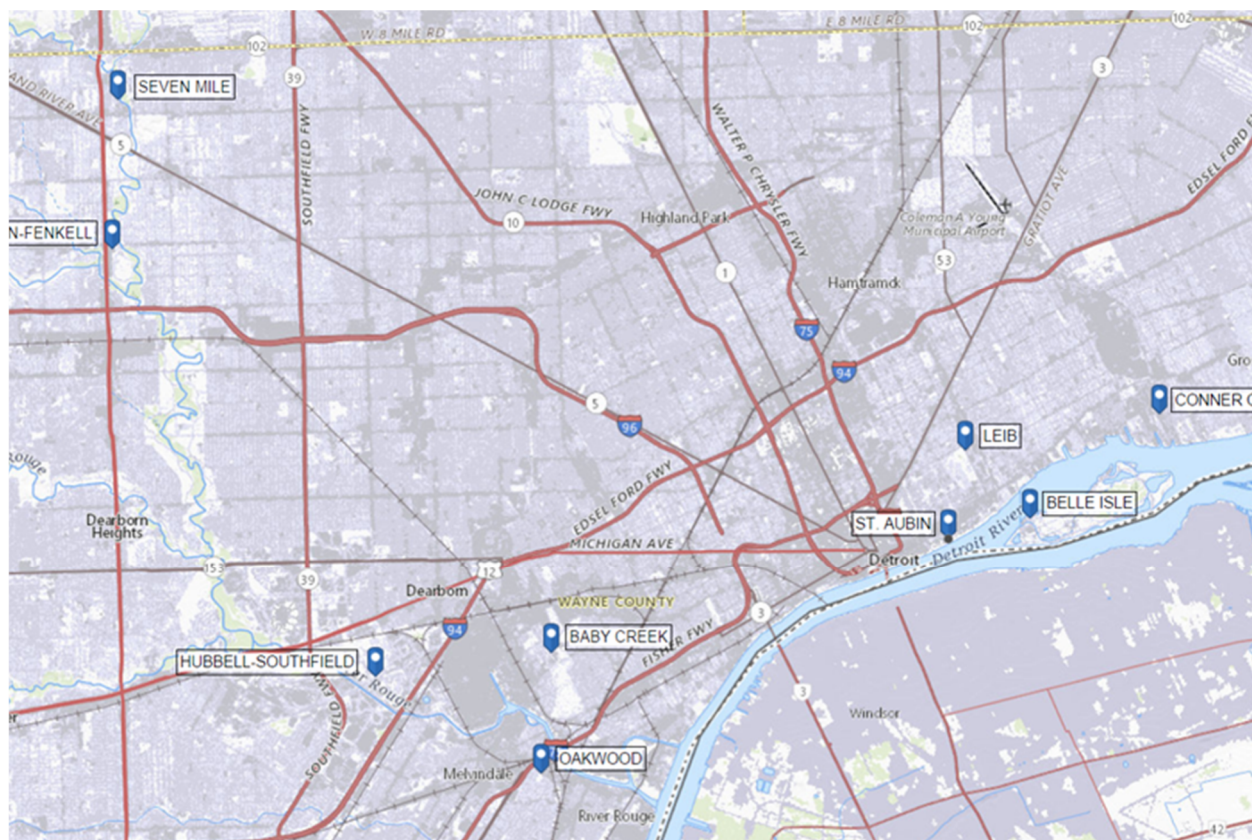 W 8 MILE RD
E 8 MILE RD
102
102
102
39
3
SEVEN MILE
AND RIVER AVE
5
SOUTHFIELD FWY
WALTER P CHRYSLER FWY
EDSEL FORD F
JOHN C LODGE FWY
10
Highland Park
Coleman A Young
Municipal Airport
GRATIOT AVE
N-FENKELL
1
53
Hamtramck
75
94
Gro
5
96
CONNER C
LEIB
EDSEL FORD FWY
BELLE ISLE
ST. AUBIN
Detroit River
Dearborn
Heights
MICHIGAN AVE
Detroit
153
39
12
Dearborn
WAYNE COUNTY
3
94
BABY CREEK
FISHER FWY
HUBBELL-SOUTHFIELD
Rouge
3
Windsor
SOUTHFIELD FWY
OAKWOOD
Melvindale
River Rouge
42